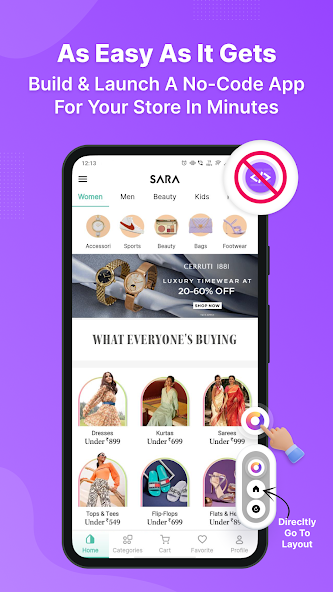 As Easy As It Gets
Build & Launch A No-Code App
For Your Store In Minutes
12:13
SARA
Women Men Beauty Kids
Accessori Sports Beauty Bags Footwear
CERRUTI 1881
LUXURY TIMEWEAR AT
20-60% OFF
SHOP NOW
WHAT EVERYONE'S BUYING
Dresses Kurtas Sarees
Under ₹899 Under ₹699 Under ₹999
Tops & Tees Flip-Flops Flats & He
Under ₹549 Under ₹699 Under ₹899
Home Categories Cart Favorite Profile
Direclty
Go To
Layout